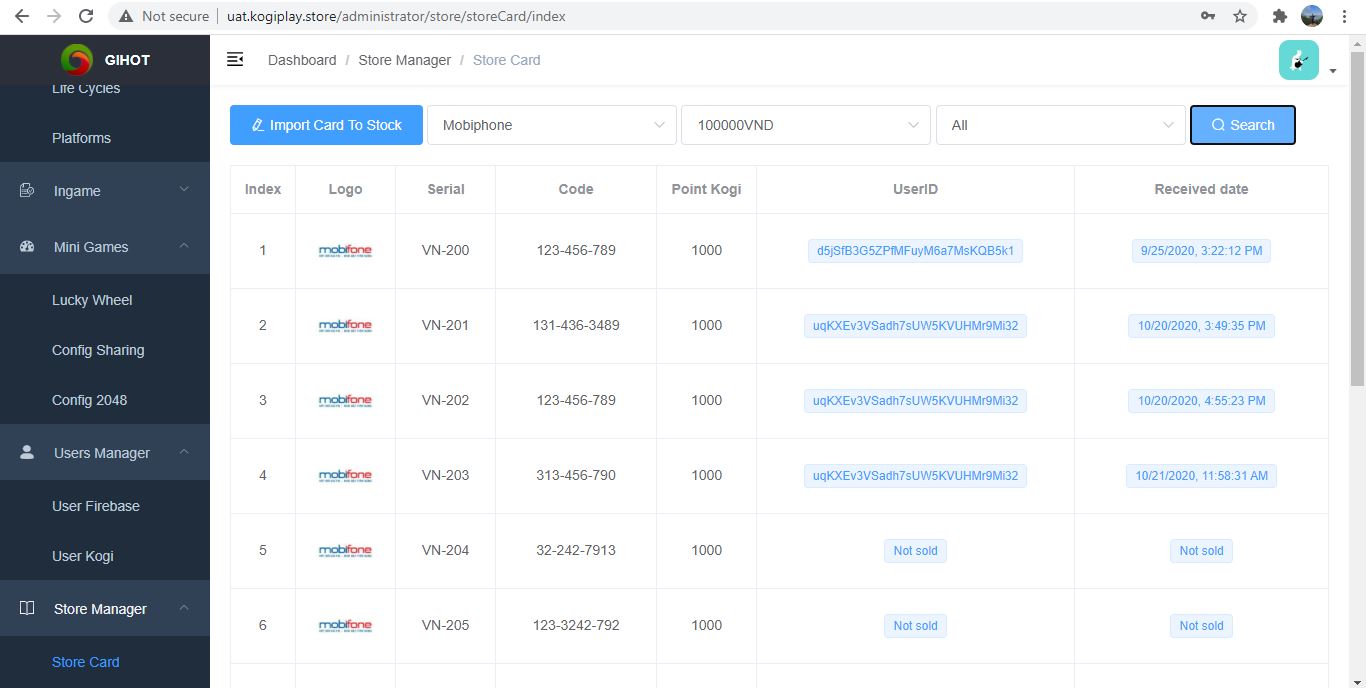 Not secure | uat.kogiplay.store/administrator/store/storeCard/index
GIHOT
Life Cycles
Platforms
Ingame
Mini Games
Lucky Wheel
Config Sharing
Config 2048
Users Manager
User Firebase
User Kogi
Store Manager
Store Card
Dashboard / Store Manager / Store Card
Import Card To Stock Mobiphone 100000VND All Search
Index Logo Serial Code Point Kogi UserID Received date
1 mobifone VN-200 123-456-789 1000 d5jSfB3G5ZPfMFuyM6a7MsKQB5k1 9/25/2020, 3:22:12 PM
2 mobifone VN-201 131-436-3489 1000 uqKXEv3VSadh7sUW5KVUHMr9Mi32 10/20/2020, 3:49:35 PM
3 mobifone VN-202 123-456-789 1000 uqKXEv3VSadh7sUW5KVUHMr9Mi32 10/20/2020, 4:55:23 PM
4 mobifone VN-203 313-456-790 1000 uqKXEv3VSadh7sUW5KVUHMr9Mi32 10/21/2020, 11:58:31 AM
5 mobifone VN-204 32-242-7913 1000 Not sold Not sold
6 mobifone VN-205 123-3242-792 1000 Not sold Not sold